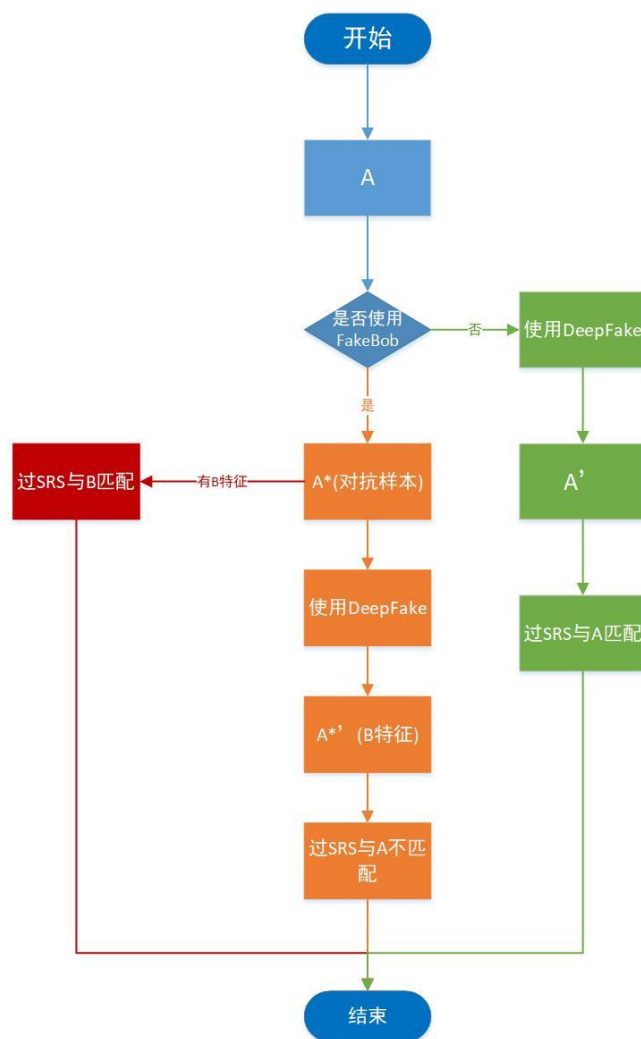 开始
A
是否使用
FakeBob
否
使用DeepFake
是
过SRS与B匹配
有B特征
A*(对抗样本)
A’
使用DeepFake
过SRS与A匹配
A*’(B特征)
过SRS与A不匹
配
结束